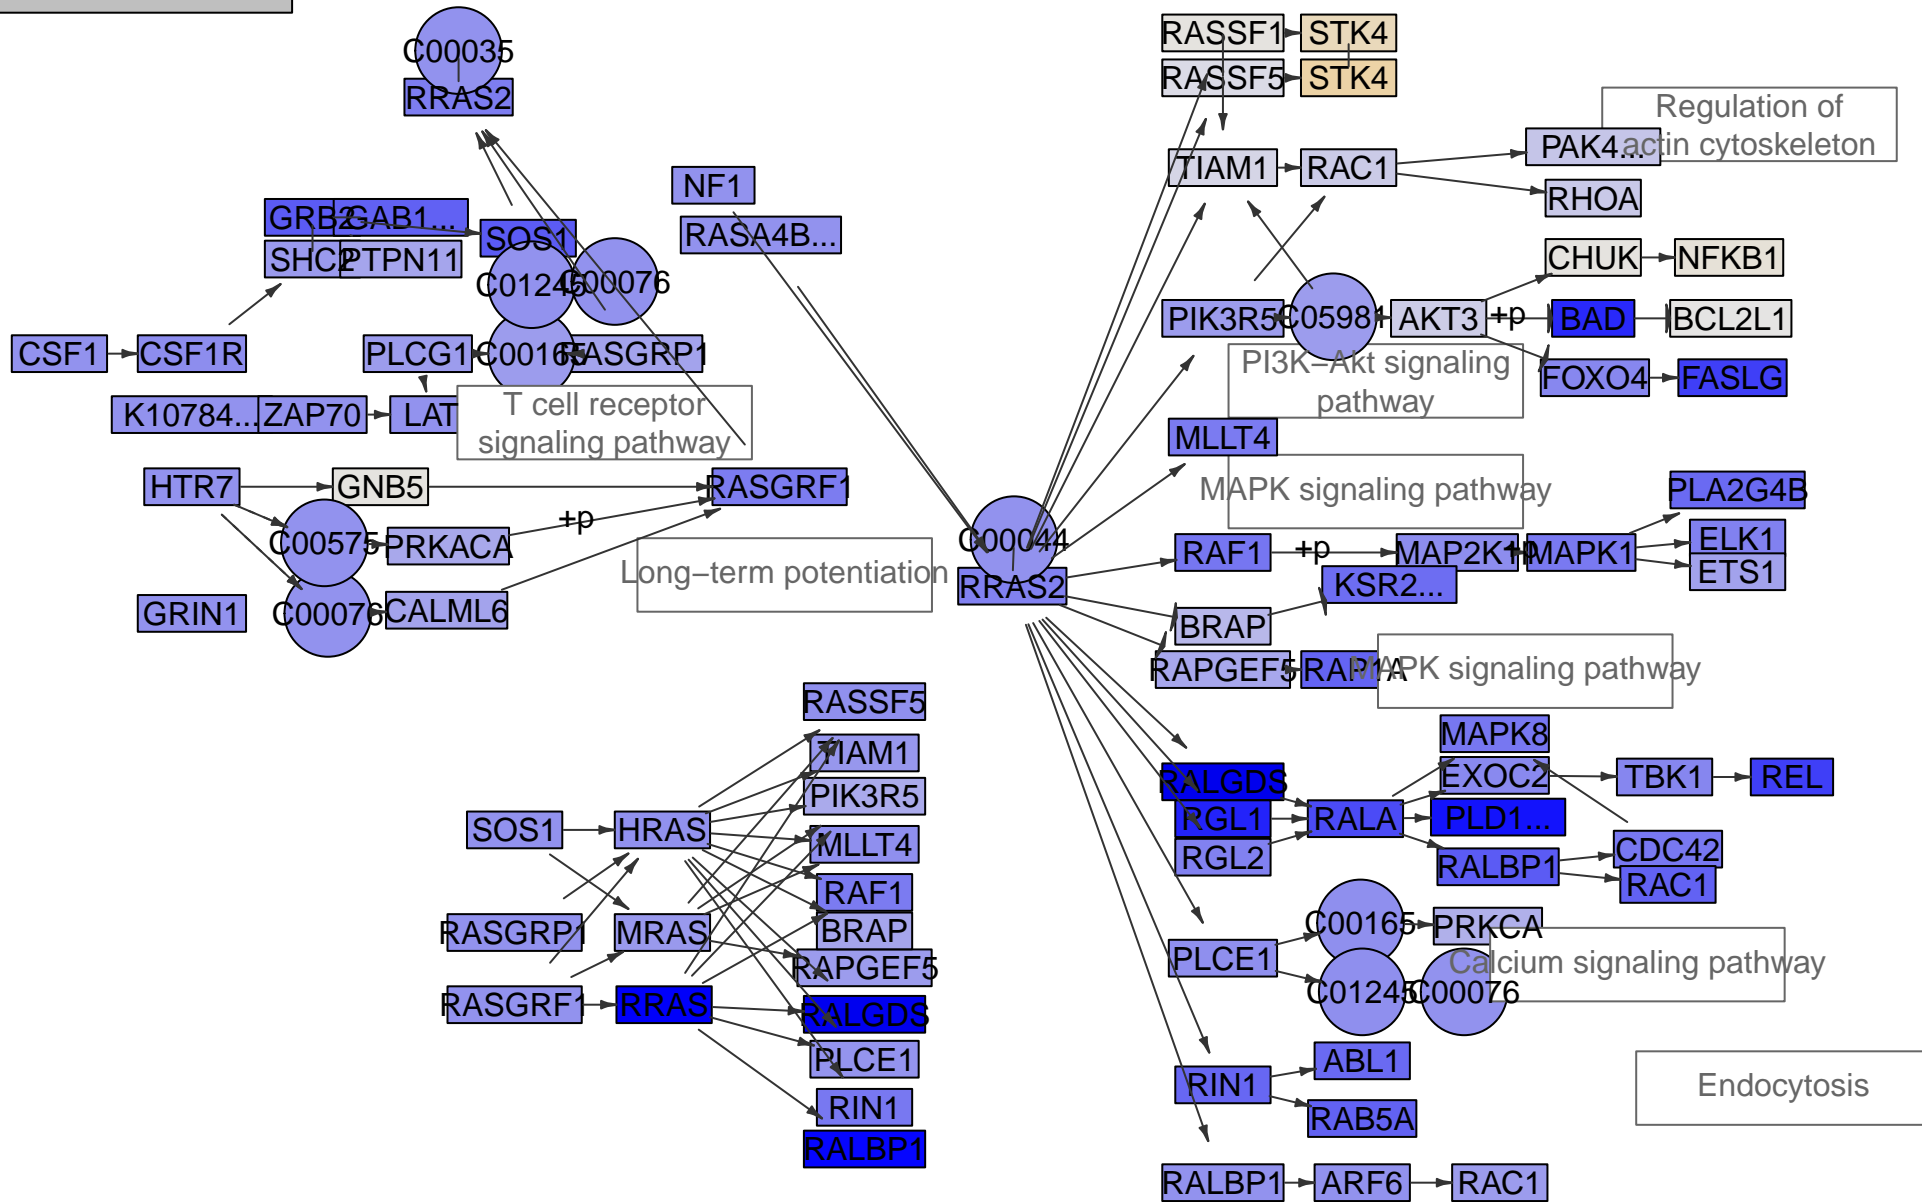 C00035
RRAS2
RASSF1
STK4
RASSF5
STK4
Regulation of
actin cytoskeleton
PAK4...
TIAM1
RAC1
RHOA
NF1
RASA4B...
GRB2
GAB1...
SOS1
SHC2
PTPN11
C01245
C00076
CHUK
NFKB1
PIK3R5
C05981
AKT3
+p
BAD
BCL2L1
CSF1
CSF1R
PLCG1
C00165
RASGRP1
PI3K–Akt signaling
pathway
FOXO4
FASLG
K10784...
ZAP70
LAT
T cell receptor
signaling pathway
MLLT4
HTR7
GNB5
RASGRF1
MAPK signaling pathway
PLA2G4B
+p
C00575
PRKACA
C00044
RAF1
+p
MAP2K1
+p
MAPK1
ELK1
ETS1
Long–term potentiation
RRAS2
KSR2...
GRIN1
C00076
CALML6
BRAP
RAPGEF5
RAP1A
MAPK signaling pathway
RASSF5
TIAM1
PIK3R5
MAPK8
EXOC2
TBK1
REL
RALGDS
RGL1
RALA
PLD1...
RGL2
RALBP1
CDC42
RAC1
SOS1
HRAS
MLLT4
RAF1
BRAP
RASGRP1
MRAS
RAPGEF5
C00165
PRKCA
PLCE1
Calcium signaling pathway
C01245
C00076
RASGRF1
RRAS
RALGDS
PLCE1
RIN1
RALBP1
ABL1
RIN1
RAB5A
Endocytosis
RALBP1
ARF6
RAC1